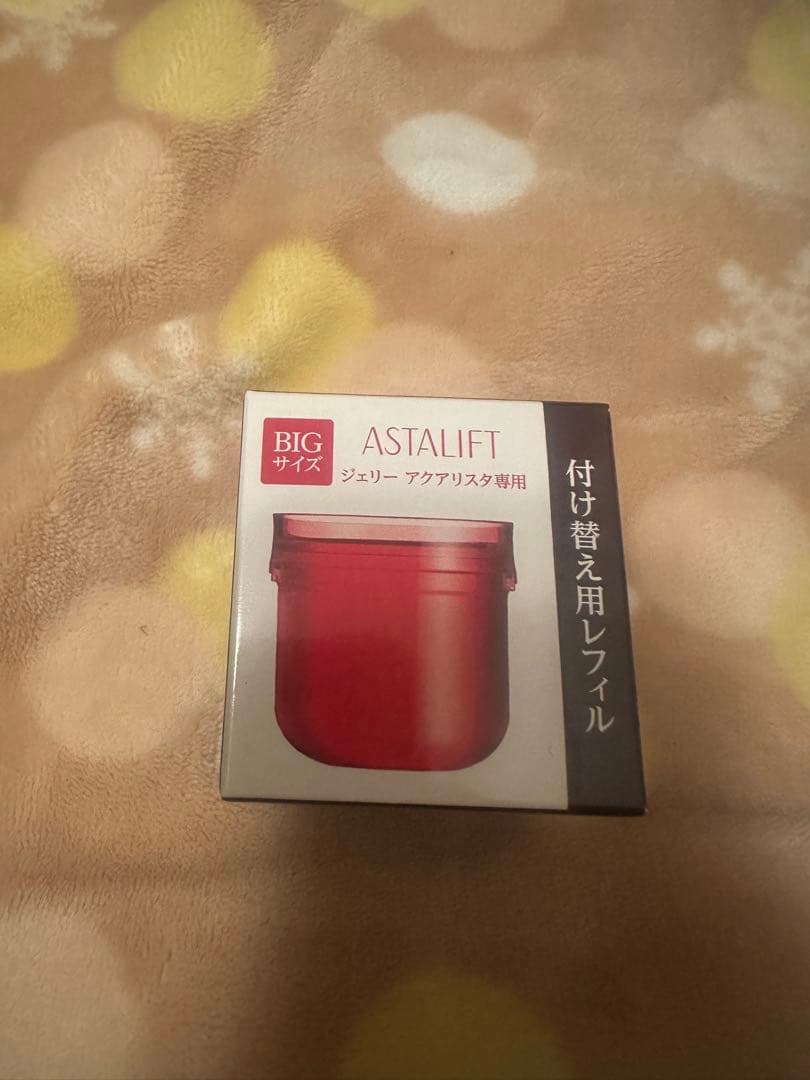 BIG
サイズ
ASTALIFT
ジェリー アクアリスタ専用
付け替え用レフィル